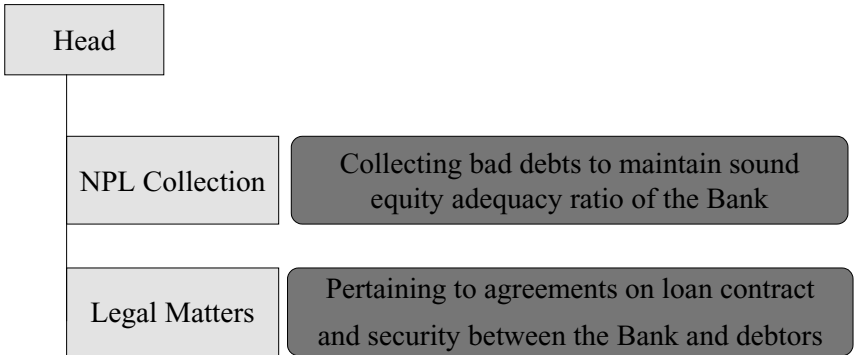 Head
NPL Collection
Collecting bad debts to maintain sound
equity adequacy ratio of the Bank
Legal Matters
Pertaining to agreements on loan contract
and security between the Bank and debtors